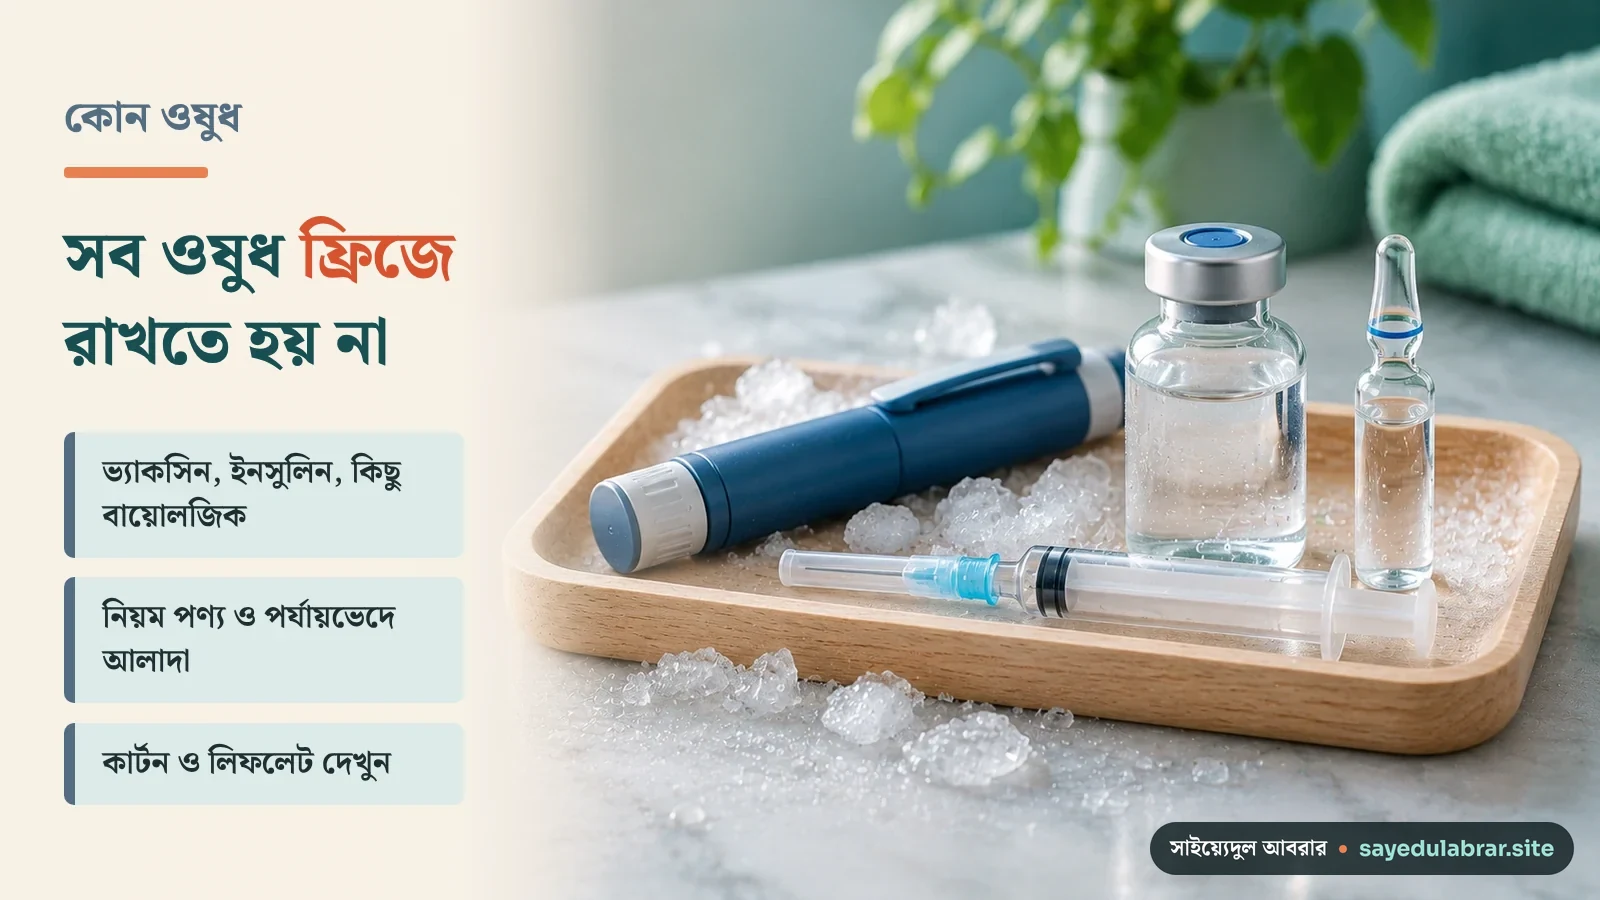 কোন ওষুধ
সব ওষুধ ফ্রিজে
রাখতে হয় না
ভ্যাকসিন, ইনসুলিন, কিছু
বায়োলজিক
নিয়ম পণ্য ও পর্যায়ভেদে
আলাদা
কার্টন ও লিফলেট দেখুন
সাইয়্যেদুল আবরার • sayedulabrar.site